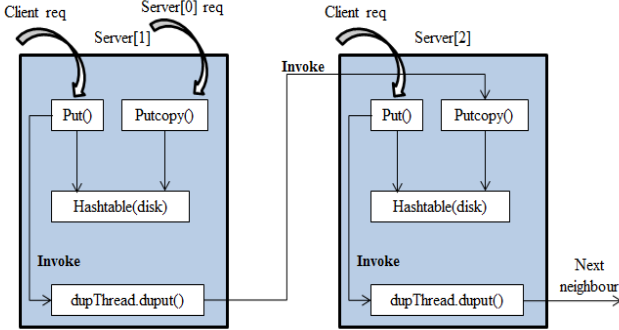 Client req
Server[0] req
Client req
Server[1]
Server[2]
Invoke
Put()
Putcopy()
Put()
Putcopy()
Hashtable(disk)
Hashtable(disk)
Invoke
Invoke
Next
neighbour
dupThread.duput()
dupThread.duput()